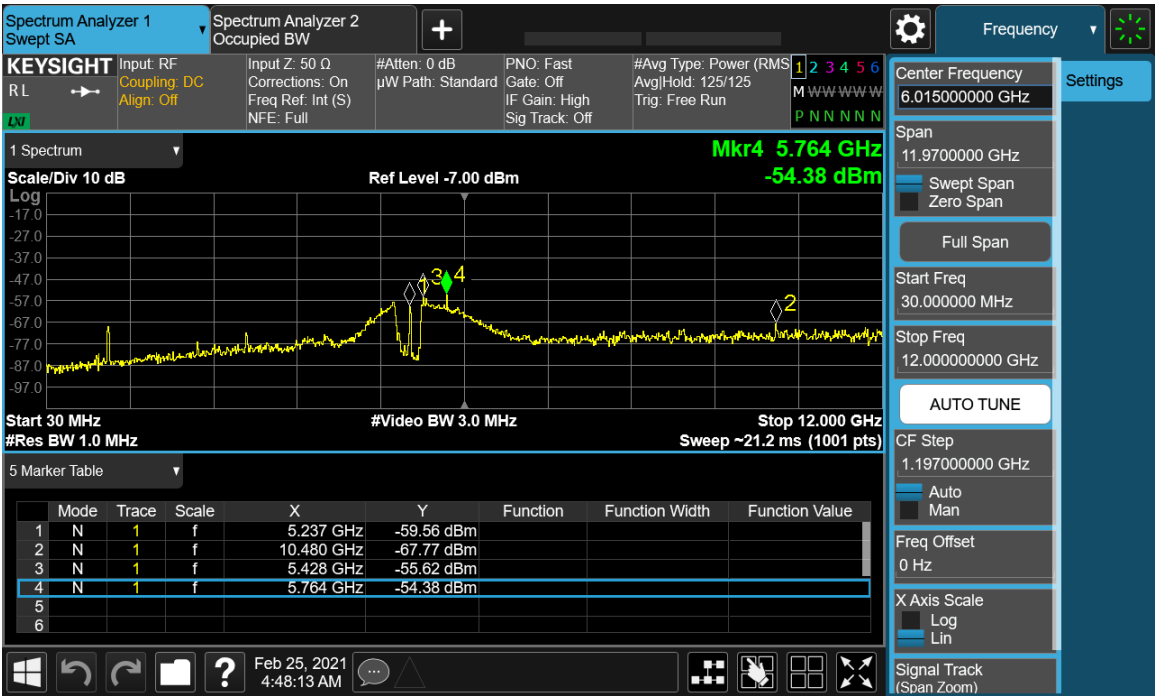 Spectrum Analyzer 1
Swept SA
Spectrum Analyzer 2
Occupied BW
Frequency
KEYSIGHT
RL
LXI
Input: RF
Coupling: DC
Align: Off
Input Z: 50 Ω
Corrections: On
Freq Ref: Int (S)
NFE: Full
#Atten: 0 dB
µW Path: Standard
PNO: Fast
Gate: Off
IF Gain: High
Sig Track: Off
#Avg Type: Power (RMS
Avg|Hold: 125/125
Trig: Free Run
1 2 3 4 5 6
M W W W W W
P N N N N N
1 Spectrum
Scale/Div 10 dB
Ref Level -7.00 dBm
Mkr4 5.764 GHz
-54.38 dBm
Log
-17.0
-27.0
-37.0
-47.0
-57.0
-67.0
-77.0
-87.0
-97.0
1
3
4
2
Start 30 MHz
#Video BW 3.0 MHz
Stop 12.000 GHz
#Res BW 1.0 MHz
Sweep ~21.2 ms (1001 pts)
5 Marker Table
Mode Trace Scale X Y Function Function Width Function Value
1 N 1 f 5.237 GHz -59.56 dBm
2 N 1 f 10.480 GHz -67.77 dBm
3 N 1 f 5.428 GHz -55.62 dBm
4 N 1 f 5.764 GHz -54.38 dBm
5
6
?
Feb 25, 2021
4:48:13 AM
Center Frequency
6.015000000 GHz
Span
11.9700000 GHz
Swept Span
Zero Span
Full Span
Start Freq
30.000000 MHz
Stop Freq
12.000000000 GHz
AUTO TUNE
CF Step
1.197000000 GHz
Auto
Man
Freq Offset
0 Hz
X Axis Scale
Log
Lin
Signal Track
(Span Zoom)
Settings